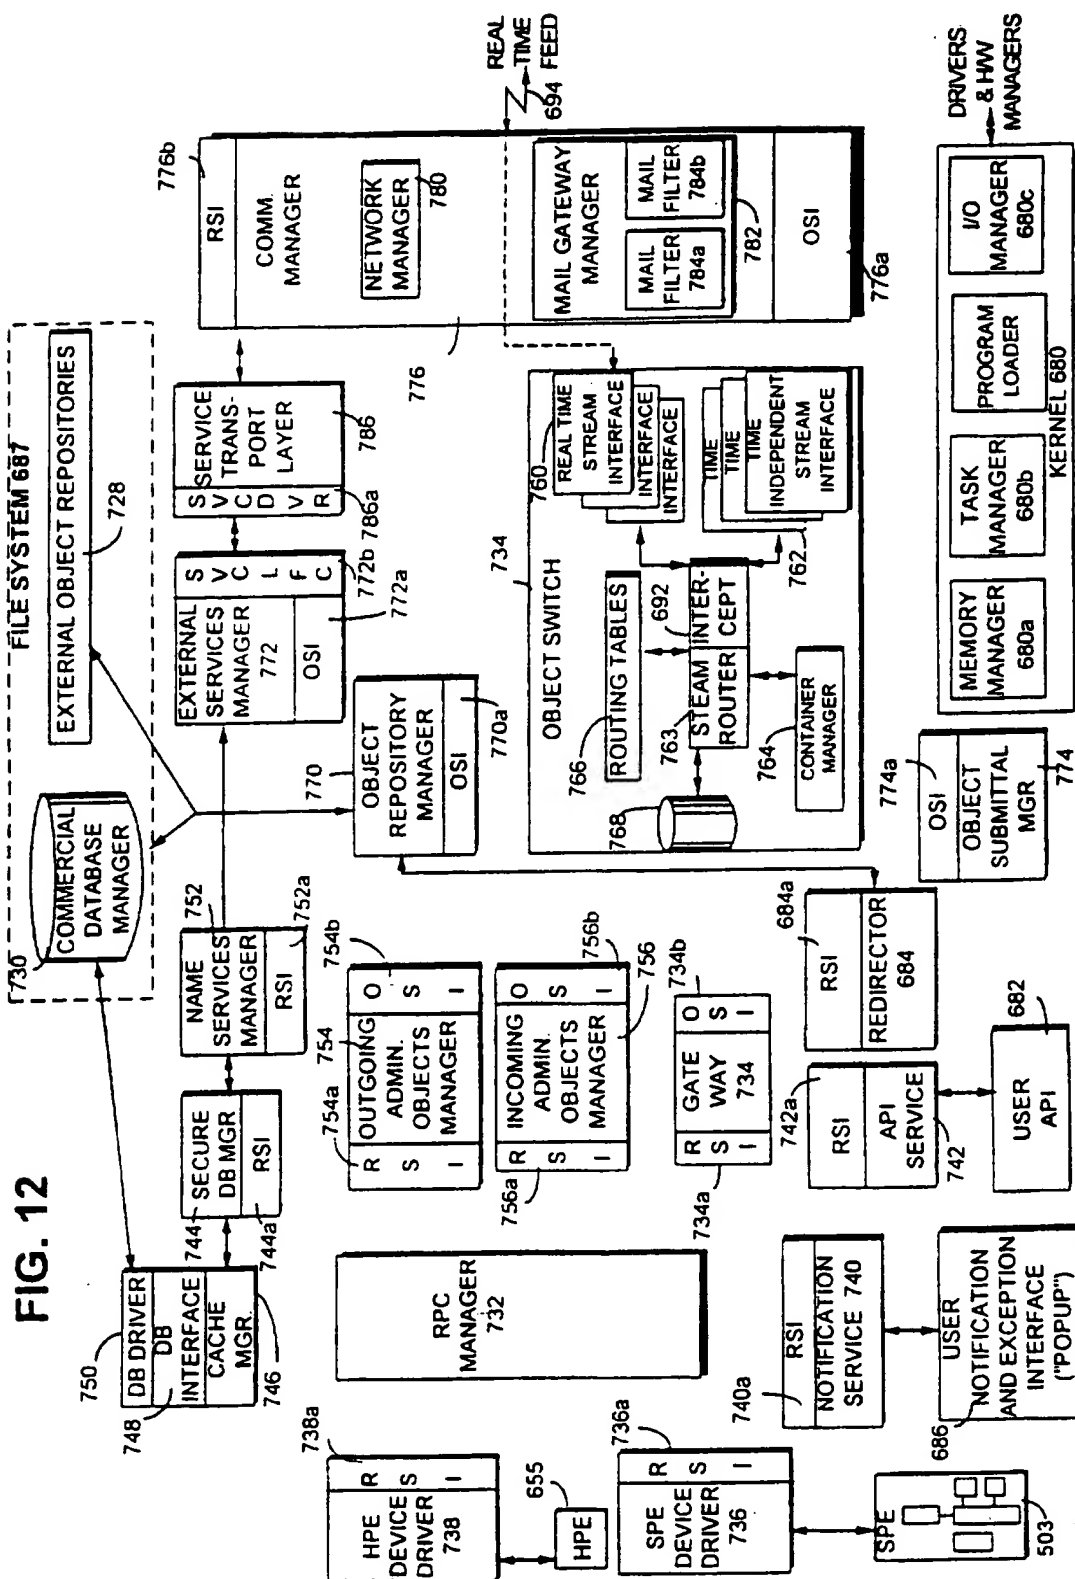 FIG. 12
FILE SYSTEM 687
730
COMMERCIAL
DATABASE
MANAGER
EXTERNAL OBJECT REPOSITORIES
728
750
DB DRIVER
DB
INTERFACE
748
CACHE
MGR.
746
744
SECURE
DB MGR
RSI
744a
NAME
SERVICES
MANAGER
752
RSI
752a
EXTERNAL
SERVICES
MANAGER
772
OSI
772a
S
VC
L
F
C
772b
S
V
C
D
V
R
786a
SERVICE
TRANS-
PORT
LAYER
786
776b
RSI
COMM.
MANAGER
NETWORK
MANAGER
780
776
MAIL GATEWAY
MANAGER
MAIL
FILTER
784a
MAIL
FILTER
784b
782
OSI
776a
REAL
TIME
FEED
694
738a
HPE
DEVICE
DRIVER
738
R
S
I
655
HPE
736a
SPE
DEVICE
DRIVER
736
R
S
I
SPE
503
RPC
MANAGER
732
754a
754
754b
R
S
I
OUTGOING
ADMIN.
OBJECTS
MANAGER
O
S
I
756a
R
S
I
INCOMING
ADMIN.
OBJECTS
MANAGER
O
S
I
756b
756
734a
R
S
I
GATE
WAY
734
O
S
I
734b
770
OBJECT
REPOSITORY
MANAGER
OSI
770a
734
OBJECT SWITCH
766
ROUTING TABLES
692
763
STEAM
ROUTER
INTER-
CEPT
764
CONTAINER
MANAGER
768
760
REAL TIME
STREAM
INTERFACE
INTERFACE
INTERFACE
TIME
TIME
TIME
INDEPENDENT
STREAM
INTERFACE
762
740a
RSI
NOTIFICATION
SERVICE 740
686
USER
NOTIFICATION
AND EXCEPTION
INTERFACE
("POPUP")
742a
RSI
API
SERVICE
742
USER
API
682
684a
RSI
REDIRECTOR
684
774a
OSI
OBJECT
SUBMITTAL
MGR
774
MEMORY
MANAGER
680a
TASK
MANAGER
680b
PROGRAM
LOADER
I/O
MANAGER
680c
KERNEL 680
DRIVERS
& H/W
MANAGERS